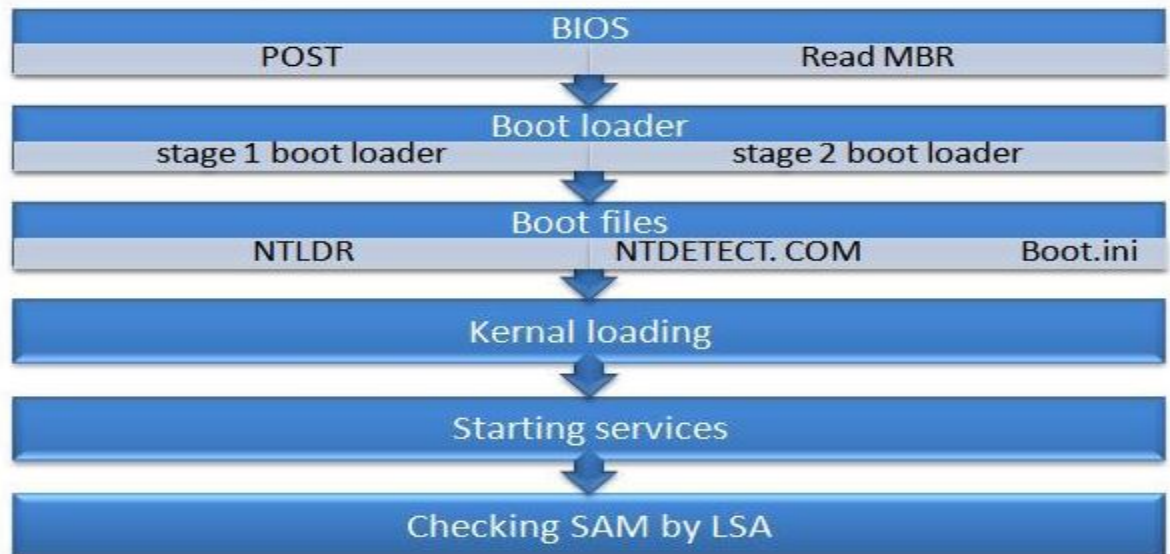 BIOS
POST Read MBR
Boot loader
stage 1 boot loader stage 2 boot loader
Boot files
NTLDR NTDETECT. COM Boot.ini
Kernal loading
Starting services
Checking SAM by LSA